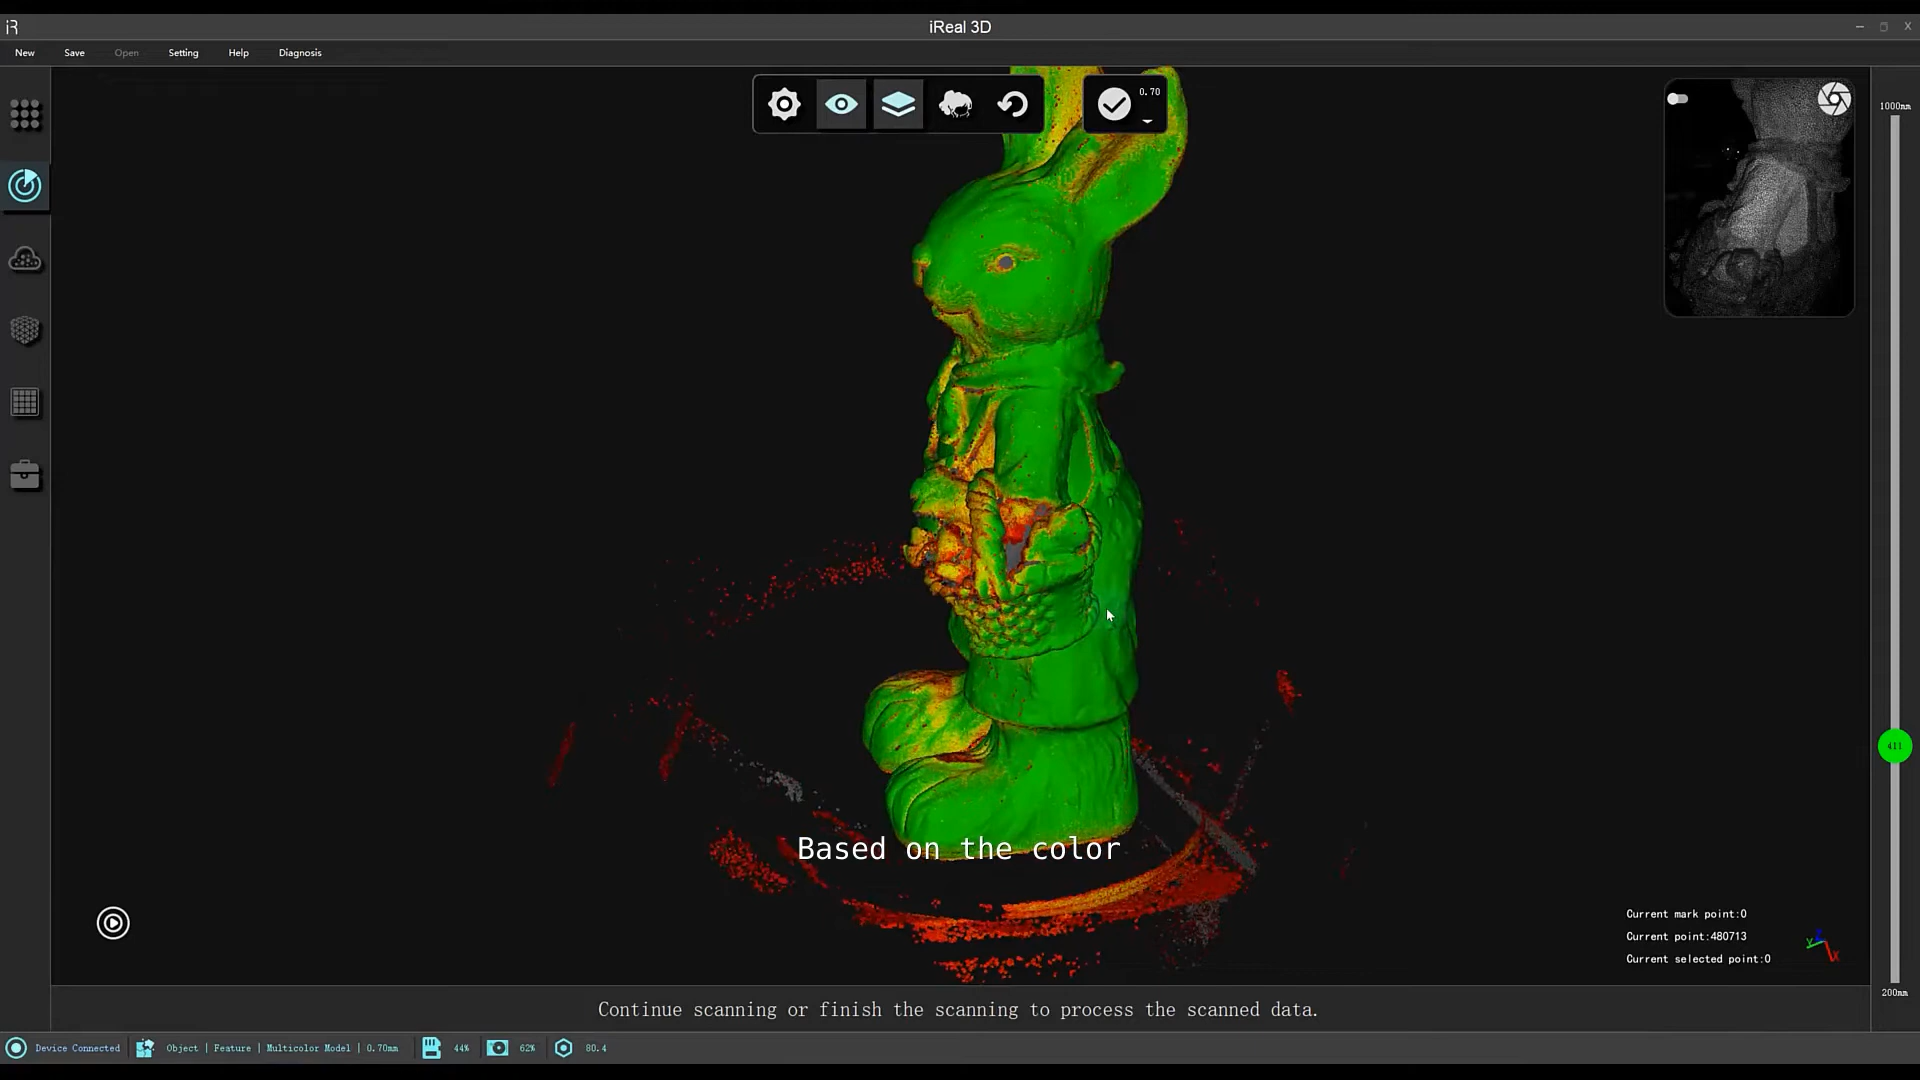 iR
iReal 3D
New Save Open Setting Help Diagnosis
0.70
1000mm
411
Based on the color
Current mark point:0
Current point:480713
Current selected point:0
Y Z X
200mm
Continue scanning or finish the scanning to process the scanned data.
Device Connected Object | Feature | Multicolor Model | 0.70mm 44% 62% 80.4